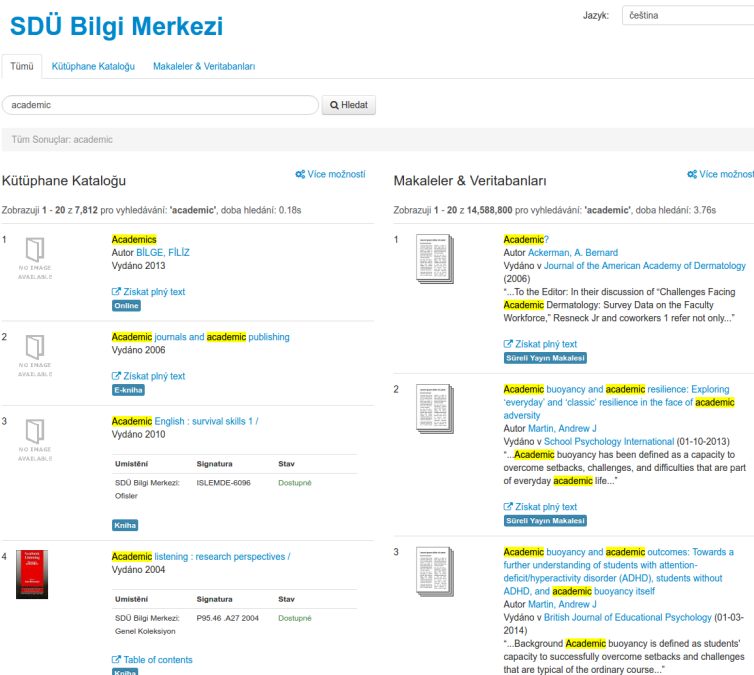 SDÜ Bilgi Merkezi
Jazyk: čeština
Tümü Kütüphane Kataloğu Makaleler & Veritabanları
academic Hledat
Tüm Sonuçlar: academic
Kütüphane Kataloğu
Více možností
Zobrazuji 1 - 20 z 7,812 pro vyhledávání: 'academic', doba hledání: 0.18s
1
NO IMAGE
AVAILABLE
Academics
Autor BİLGE, FİLİZ
Vydáno 2013
Získat plný text
Online
2
NO IMAGE
AVAILABLE
Academic journals and academic publishing
Vydáno 2006
Získat plný text
E-kniha
3
NO IMAGE
AVAILABLE
Academic English : survival skills 1 /
Vydáno 2010
Umístění Signatura Stav
SDÜ Bilgi Merkezi: ISLEMDE-6096 Dostupné
Ofisler
Kniha
4
Academic
Listening
Academic listening : research perspectives /
Vydáno 2004
Umístění Signatura Stav
SDÜ Bilgi Merkezi: P95.46 .A27 2004 Dostupné
Genel Koleksiyon
Table of contents
Kniha
Makaleler & Veritabanları
Více možnost
Zobrazuji 1 - 20 z 14,588,800 pro vyhledávání: 'academic', doba hledání: 3.76s
1
Academic?
Autor Ackerman, A. Bernard
Vydáno v Journal of the American Academy of Dermatology
(2006)
"...To the Editor: In their discussion of "Challenges Facing
Academic Dermatology: Survey Data on the Faculty
Workforce," Resneck Jr and coworkers 1 refer not only..."
Získat plný text
Süreli Yayın Makalesi
2
Academic buoyancy and academic resilience: Exploring
'everyday' and 'classic' resilience in the face of academic
adversity
Autor Martin, Andrew J
Vydáno v School Psychology International (01-10-2013)
"...Academic buoyancy has been defined as a capacity to
overcome setbacks, challenges, and difficulties that are part
of everyday academic life..."
Získat plný text
Süreli Yayın Makalesi
3
Academic buoyancy and academic outcomes: Towards a
further understanding of students with attention-
deficit/hyperactivity disorder (ADHD), students without
ADHD, and academic buoyancy itself
Autor Martin, Andrew J
Vydáno v British Journal of Educational Psychology (01-03-
2014)
"...Background Academic buoyancy is defined as students'
capacity to successfully overcome setbacks and challenges
that are typical of the ordinary course..."